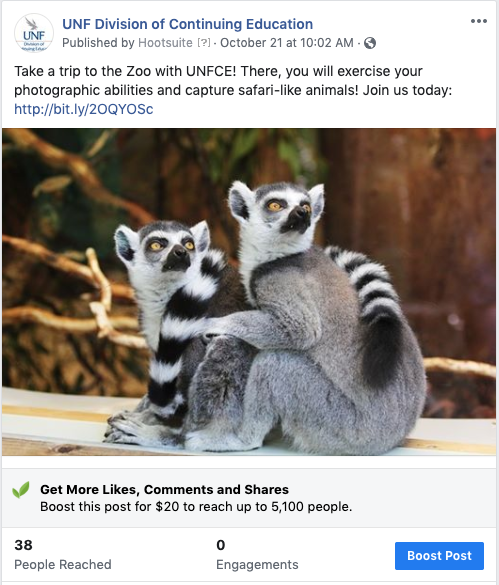 UNF Division of Continuing Education
Published by Hootsuite [?] · October 21 at 10:02 AM ·
Take a trip to the Zoo with UNFCE! There, you will exercise your
photographic abilities and capture safari-like animals! Join us today:
http://bit.ly/2OQYOSc
UNF
Division of
Get More Likes, Comments and Shares
Boost this post for $20 to reach up to 5,100 people.
38
People Reached
0
Engagements
Boost Post